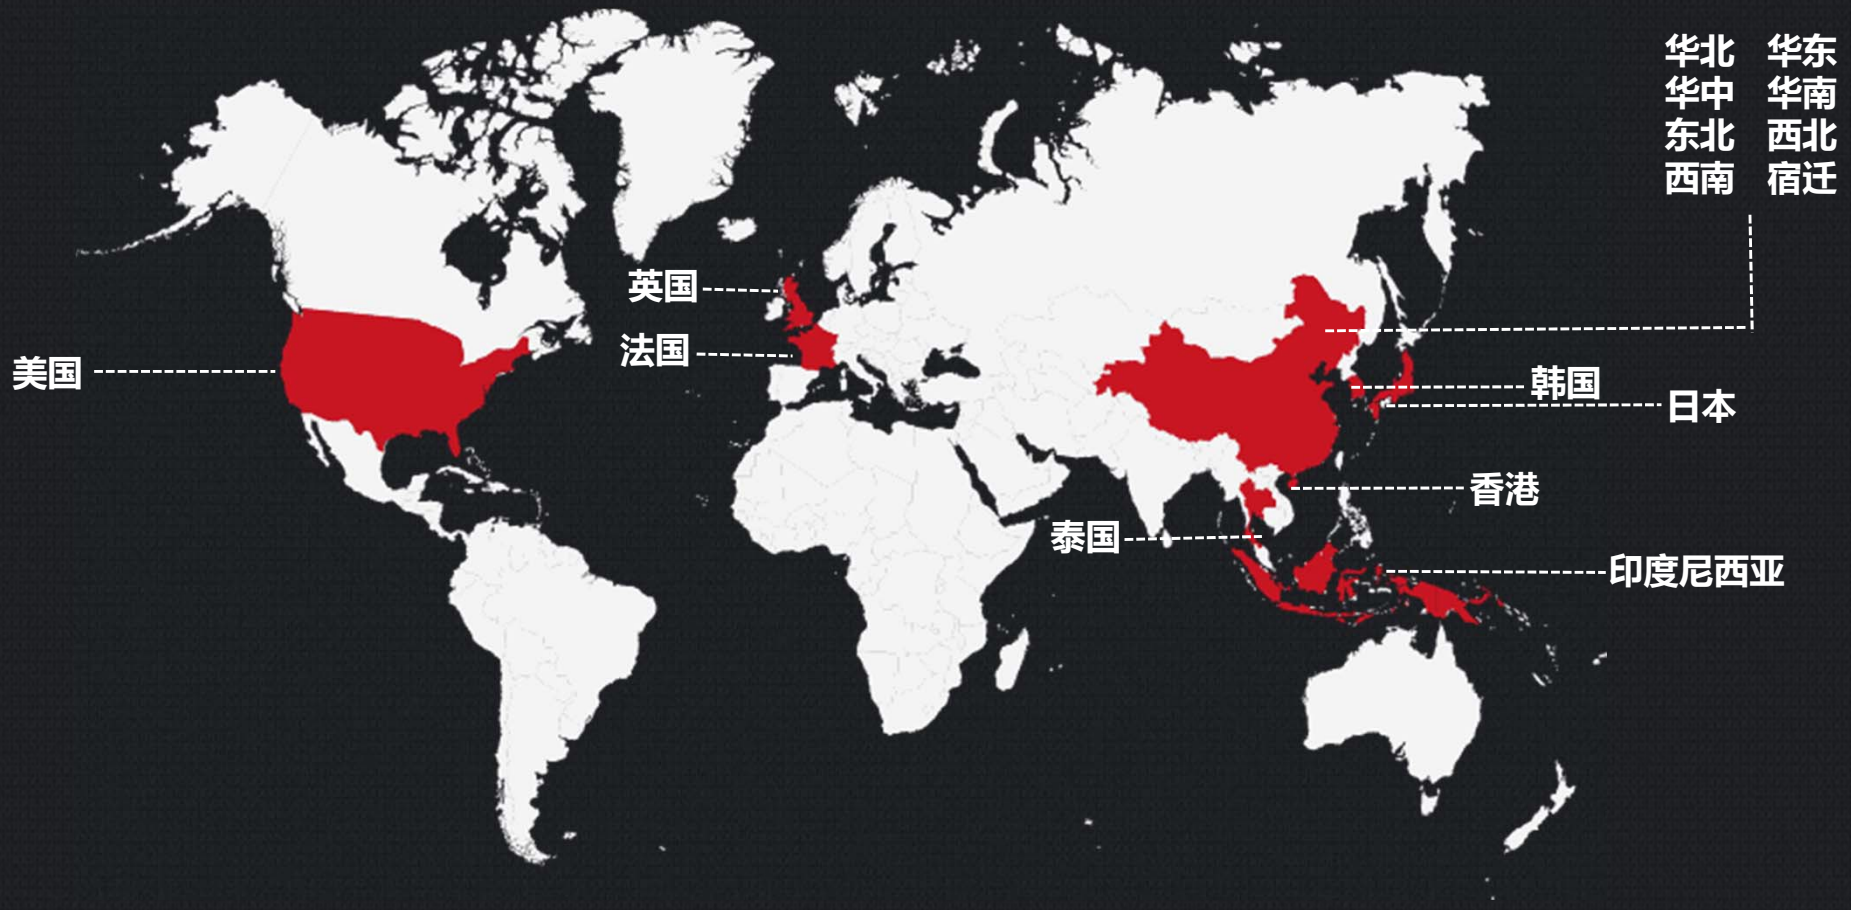 华北 华东
华中 华南
东北 西北
西南 宿迁
英国
法国
美国
韩国
日本
香港
泰国
印度尼西亚